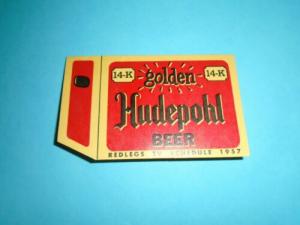 14-K golden 14-K
Hudepohl
BEER
REDLEGS TV SCHEDULE 1957